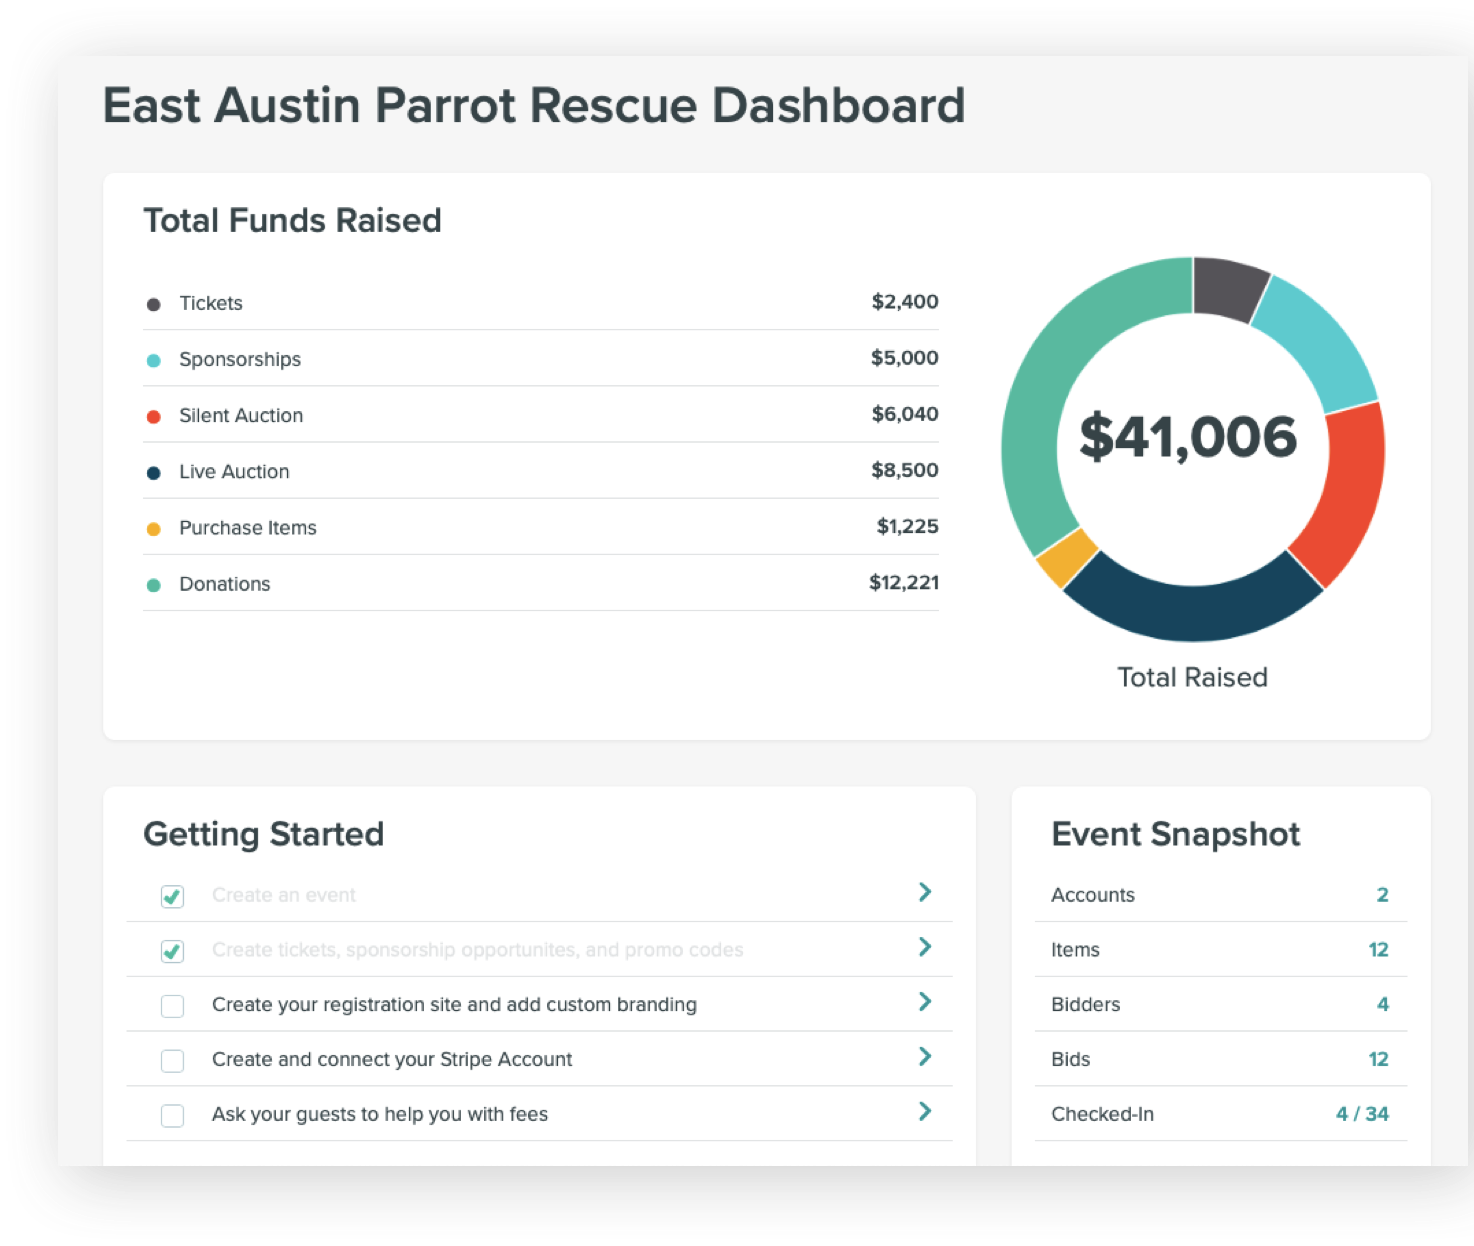 East Austin Parrot Rescue Dashboard
Total Funds Raised
Tickets $2,400
Sponsorships $5,000
Silent Auction $6,040
Live Auction $8,500
Purchase Items $1,225
Donations $12,221
$41,006
Total Raised
Getting Started
Create an event
Create tickets, sponsorship opportunites, and promo codes
Create your registration site and add custom branding
Create and connect your Stripe Account
Ask your guests to help you with fees
Event Snapshot
Accounts 2
Items 12
Bidders 4
Bids 12
Checked-In 4 / 34